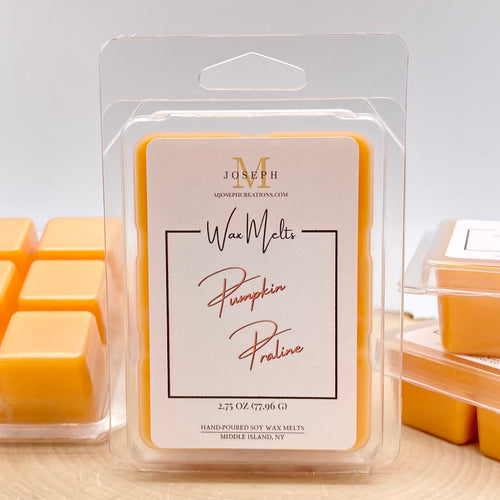 M
JOSEPH
MJOSEPHCREATIONS.COM
Wax Melts
Pumpkin
Praline
2.75 OZ (77.96 G)
HAND-POURED SOY WAX MELTS
MIDDLE ISLAND, NY